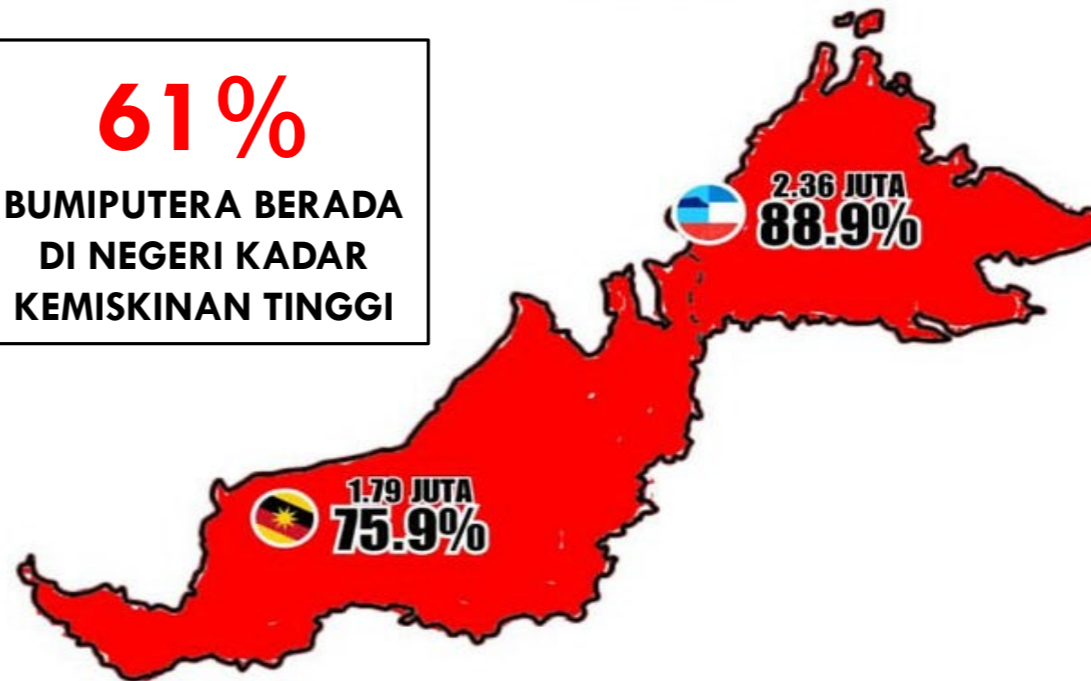 61%
BUMIPUTERA BERADA
DI NEGERI KADAR
KEMISKINAN TINGGI
2.36 JUTA
88.9%
1.79 JUTA
75.9%